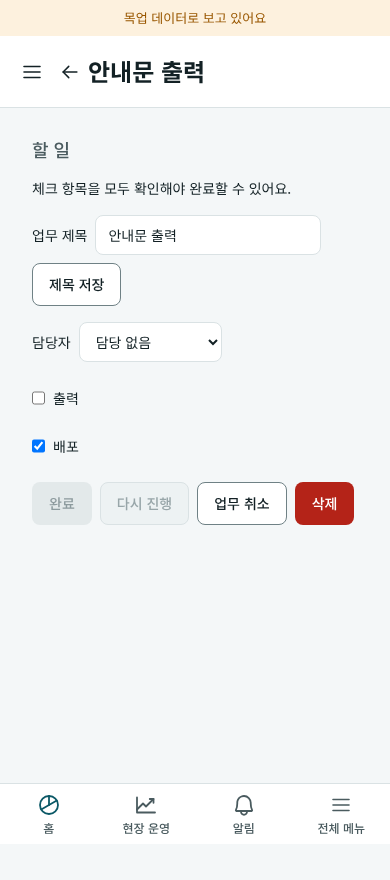 목업 데이터로 보고 있어요
안내문 출력
할 일
체크 항목을 모두 확인해야 완료할 수 있어요.
업무 제목 안내문 출력
제목 저장
담당자 담당 없음
출력
배포
완료 다시 진행 업무 취소 삭제
홈 현장 운영 알림 전체 메뉴